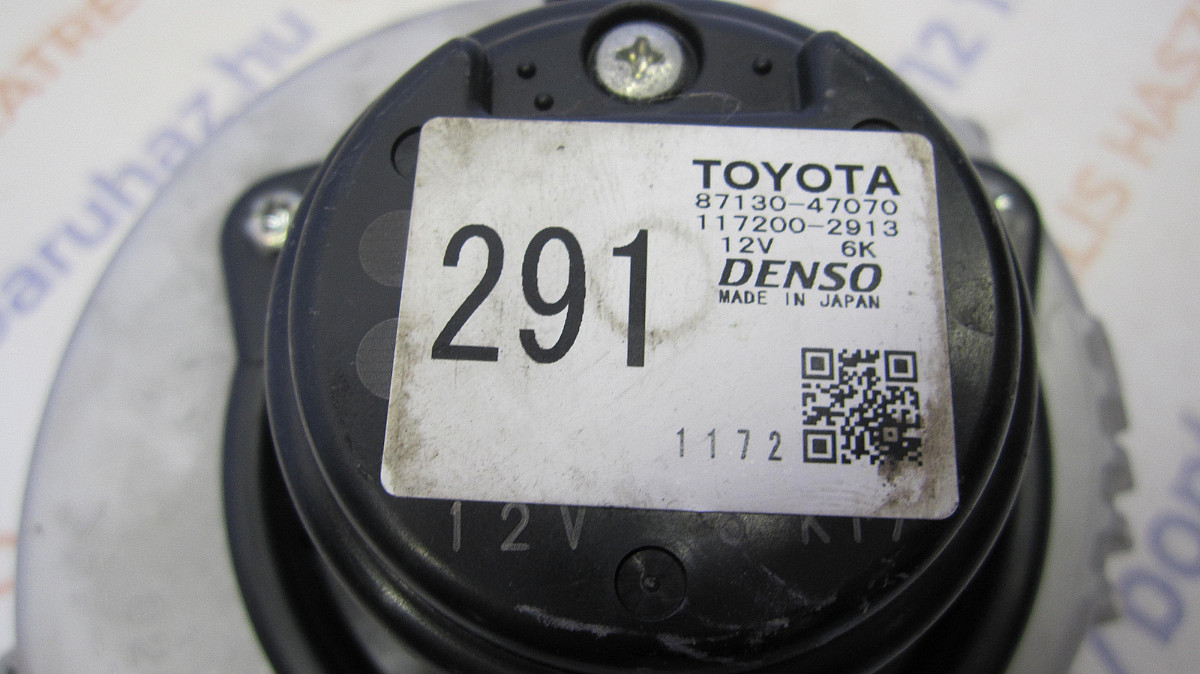 TOYOTA
87130-47070
117200-2913
12V 6K
DENSO
MADE IN JAPAN
291
1172
12V